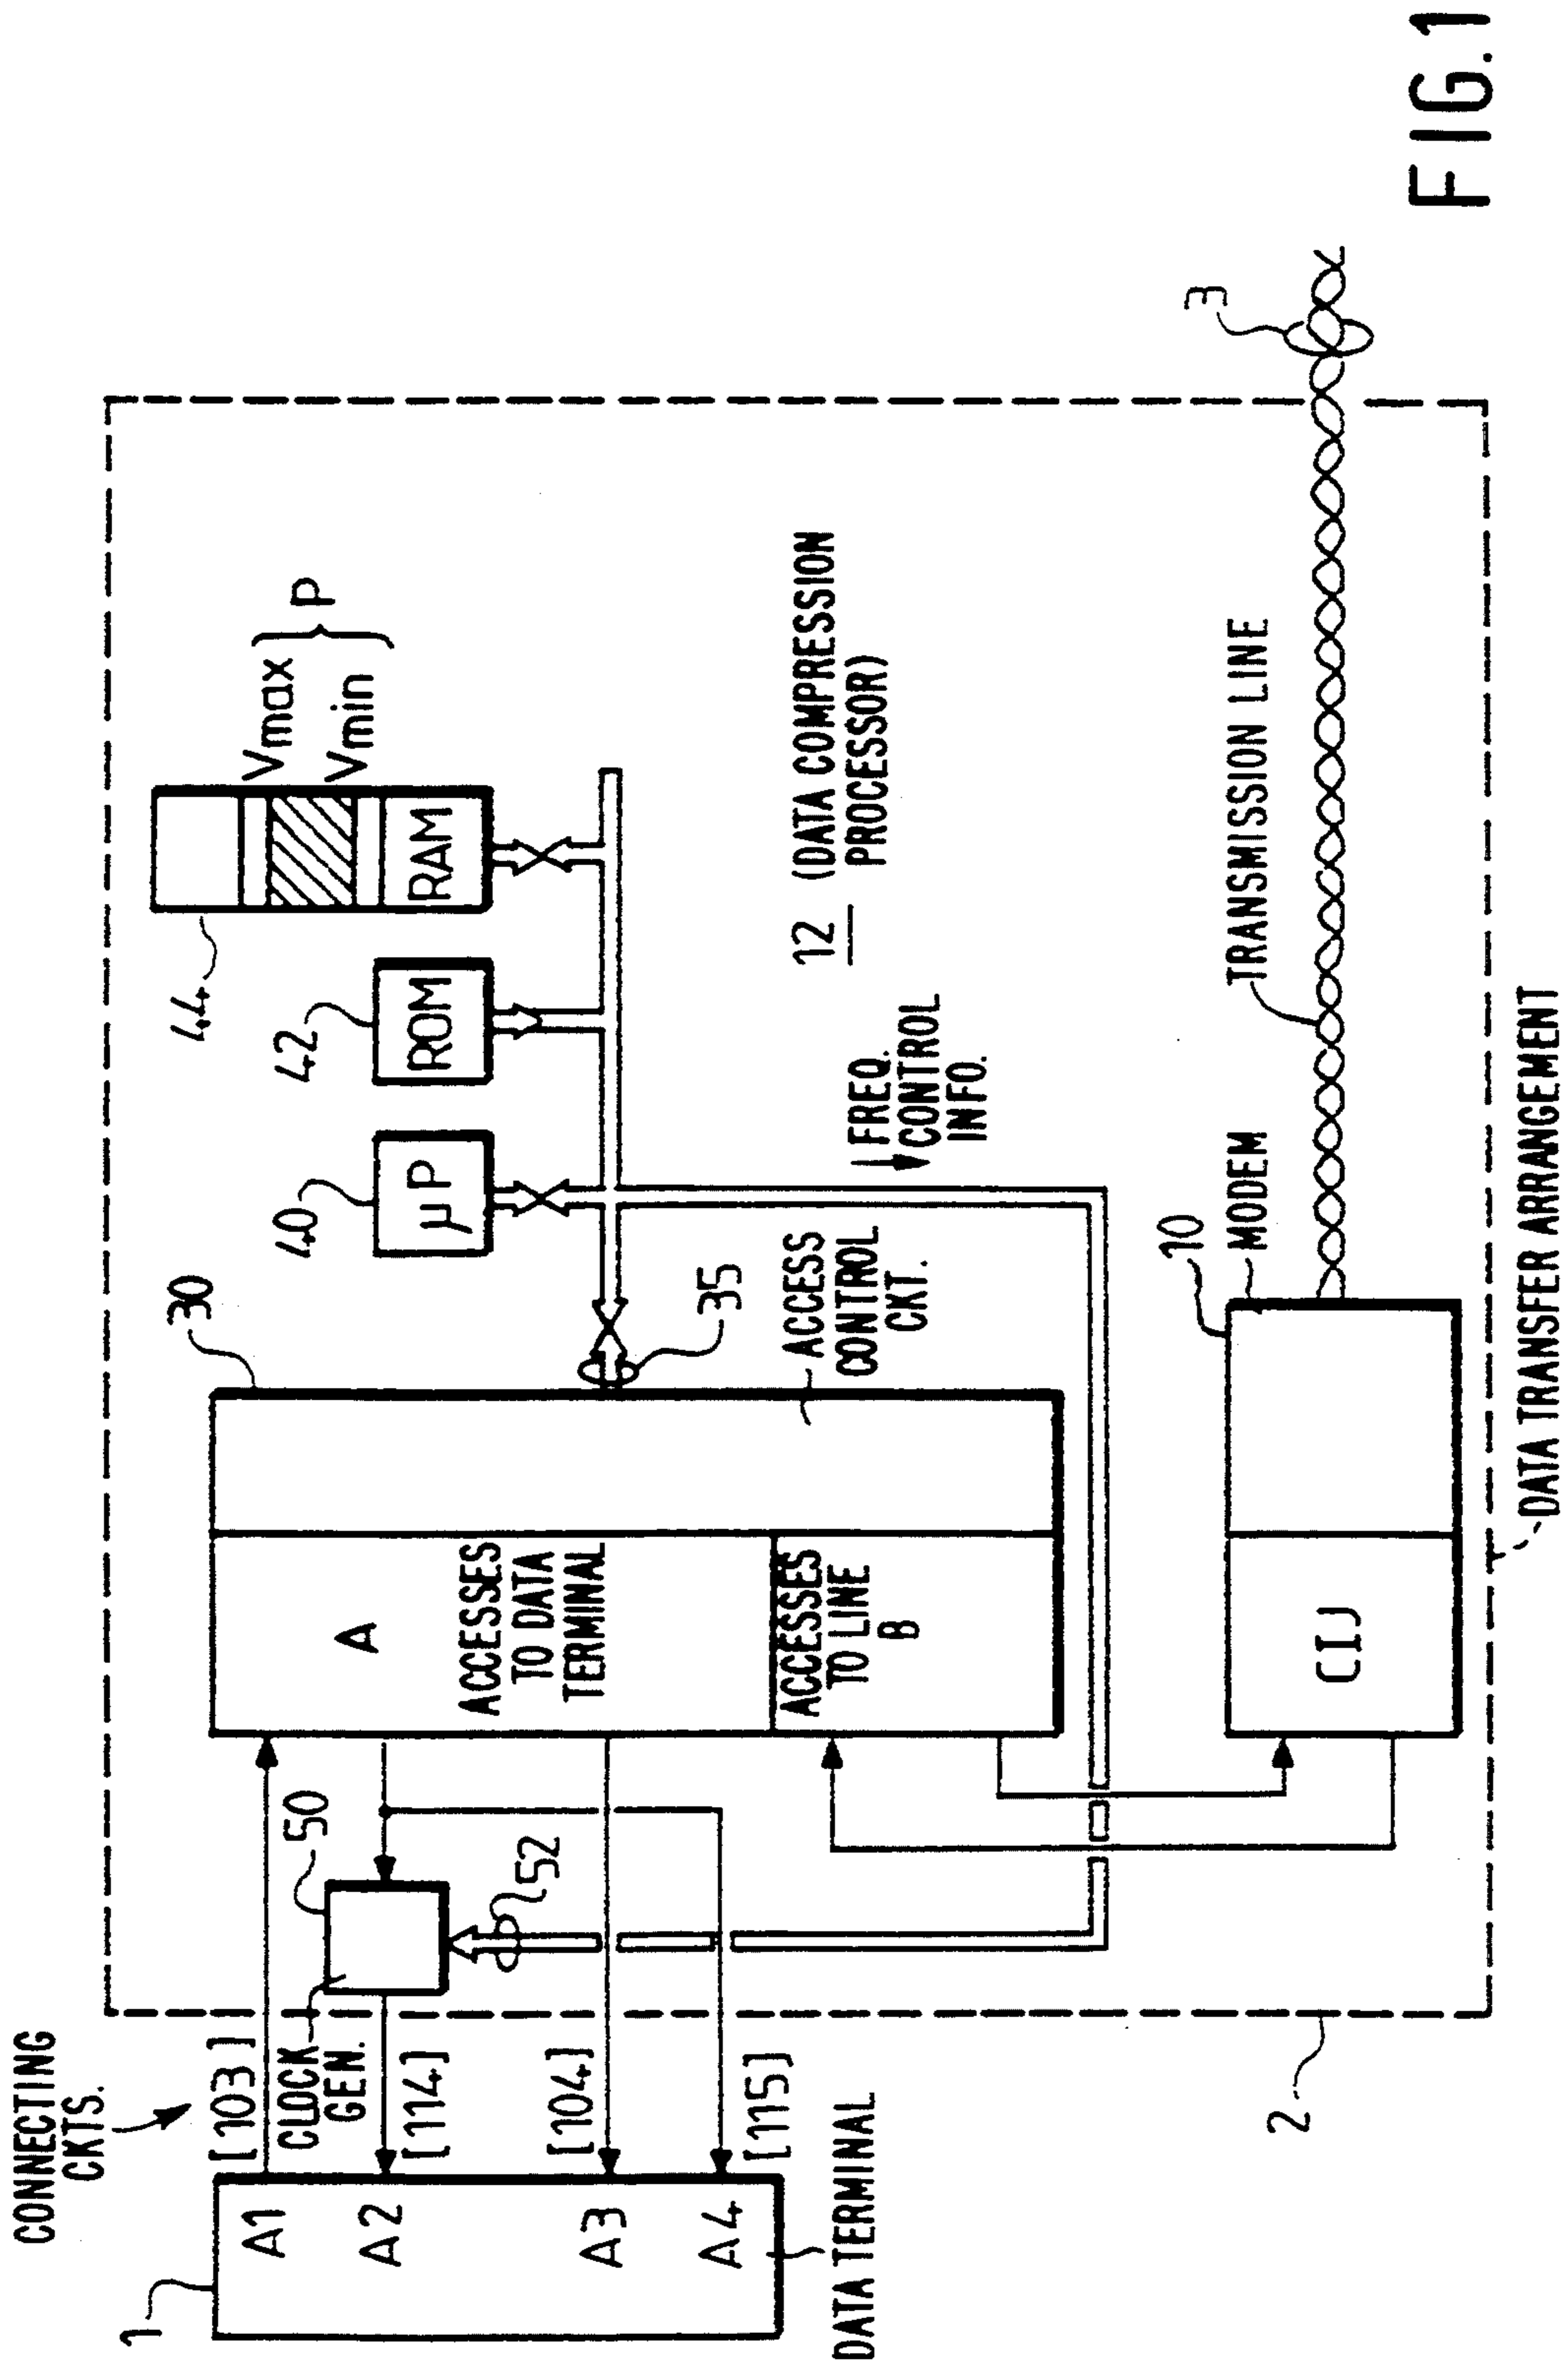 CONNECTING
CKTS.
1
A1
A2
A3
A4
DATA TERMINAL
[103]
CLOCK
GEN.
[114]
[104]
[115]
2
50
52
A
ACCESSES
TO DATA
TERMINAL
ACCESSES
TO LINE
B
30
35
ACCESS
CONTROL
CKT.
40
μP
42
ROM
44
RAM
Vmax
Vmin
P
FREQ.
CONTROL
INFO.
12 (DATA COMPRESSION
PROCESSOR)
CIJ
10
MODEM
TRANSMISSION LINE
3
DATA TRANSFER ARRANGEMENT
FIG.1